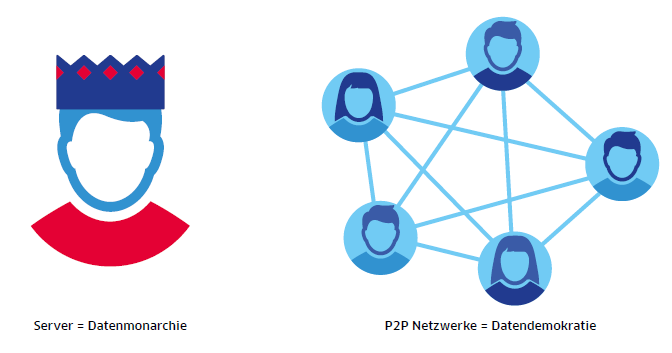 Server = Datenmonarchie
P2P Netzwerke = Datendemokratie